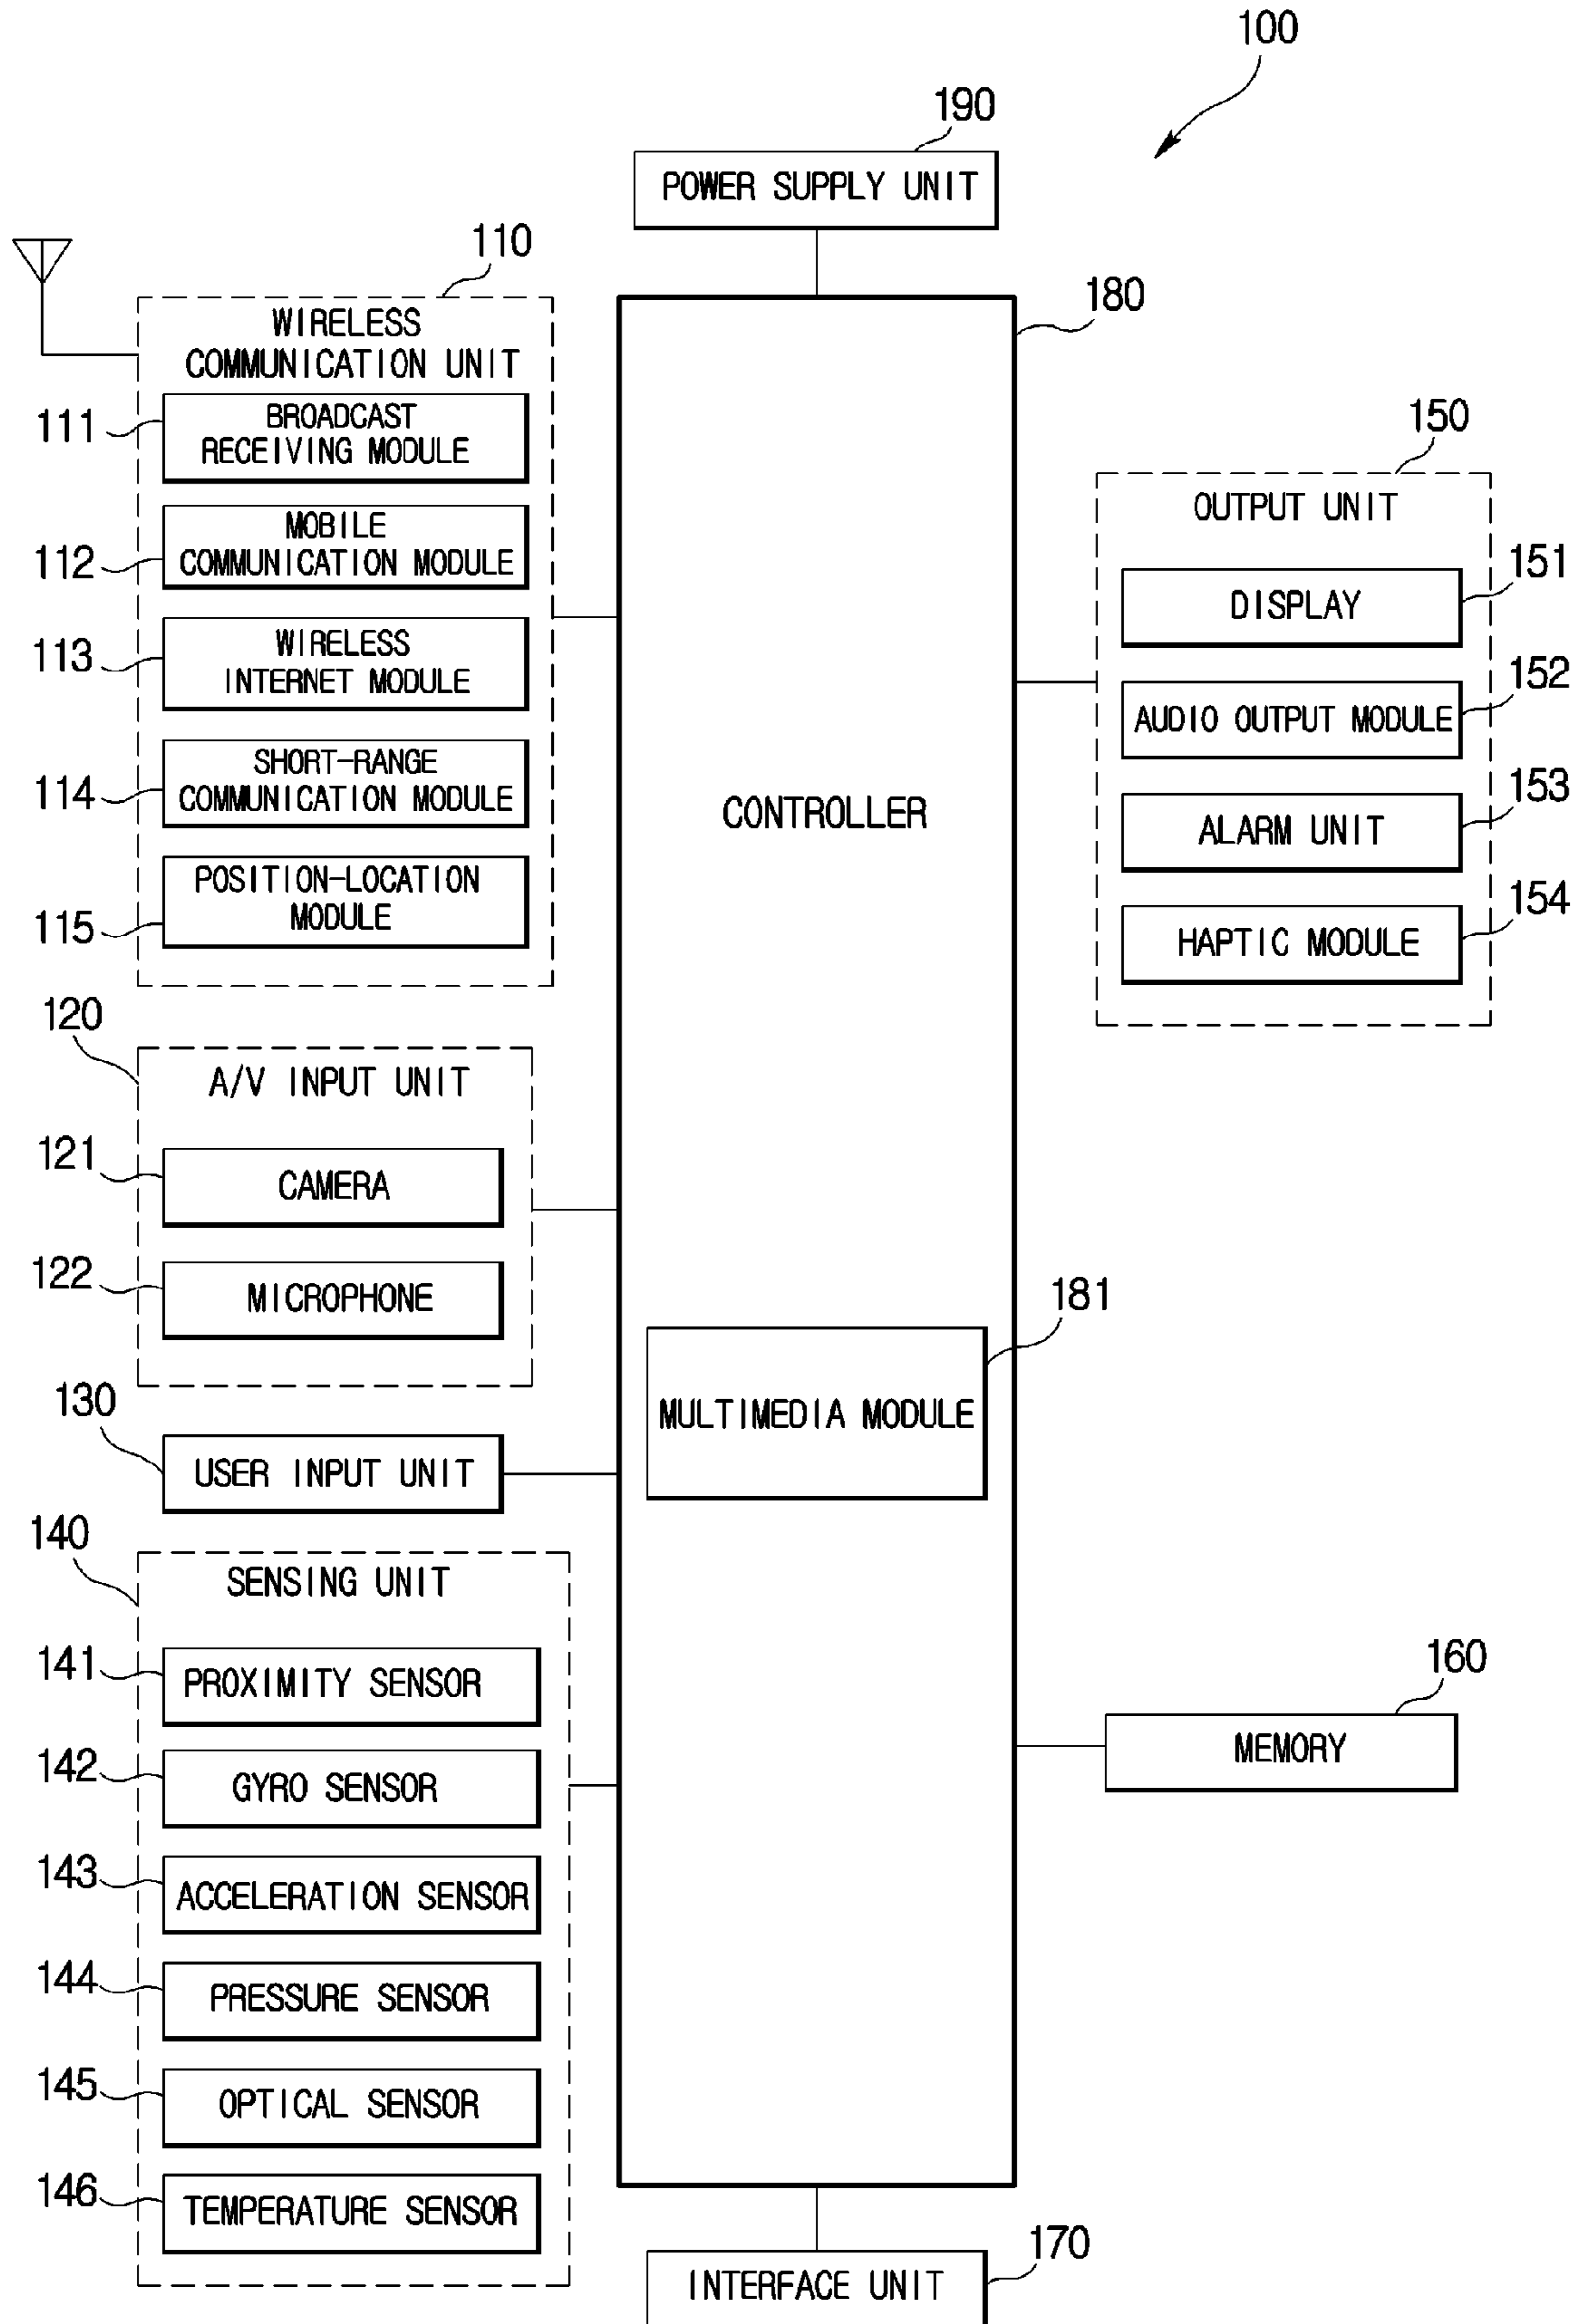 100
190
POWER SUPPLY UNIT
110
180
WIRELESS
COMMUNICATION UNIT
111
BROADCAST
RECEIVING MODULE
112
MOBILE
COMMUNICATION MODULE
113
WIRELESS
INTERNET MODULE
114
SHORT-RANGE
COMMUNICATION MODULE
115
POSITION-LOCATION
MODULE
120
A/V INPUT UNIT
121
CAMERA
122
MICROPHONE
130
USER INPUT UNIT
140
SENSING UNIT
141
PROXIMITY SENSOR
142
GYRO SENSOR
143
ACCELERATION SENSOR
144
PRESSURE SENSOR
145
OPTICAL SENSOR
146
TEMPERATURE SENSOR
CONTROLLER
181
MULTIMEDIA MODULE
150
OUTPUT UNIT
151
DISPLAY
152
AUDIO OUTPUT MODULE
153
ALARM UNIT
154
HAPTIC MODULE
160
MEMORY
170
INTERFACE UNIT